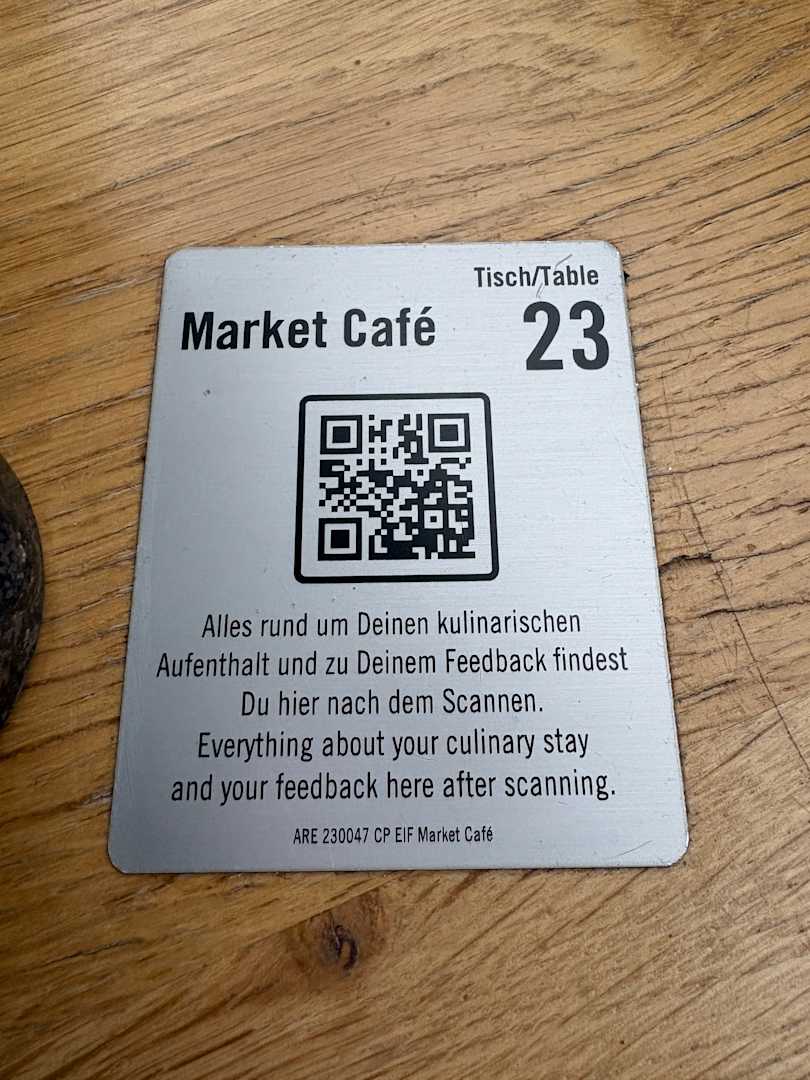 Tisch/Table
Market Café
23
Alles rund um Deinen kulinarischen
Aufenthalt und zu Deinem Feedback findest
Du hier nach dem Scannen.
Everything about your culinary stay
and your feedback here after scanning.
ARE 230047 CP EIF Market Café